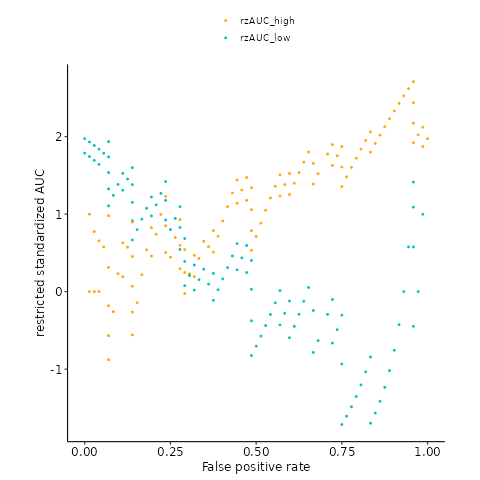 rzAUC_high
rzAUC_low
restricted standardized AUC
2
1
0
-1
0.00 0.25 0.50 0.75 1.00
False positive rate